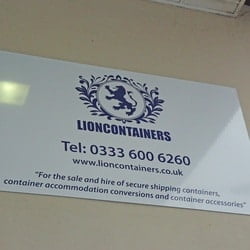 LIONCONTAINERS
Tel: 0333 600 6260
www.lioncontainers.co.uk
"For the sale and hire of secure shipping containers,
container accommodation conversions and container accessories"